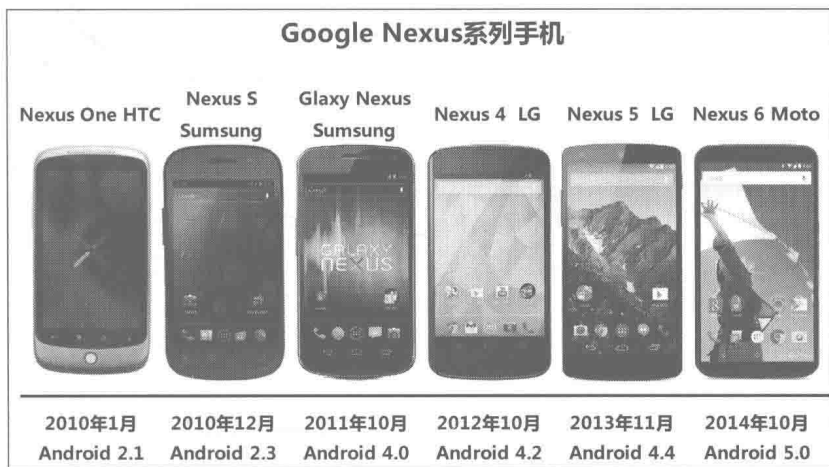 Google Nexus系列手机
Nexus One HTC
Nexus S
Sumsung
Glaxy Nexus
Sumsung
Nexus 4 LG
Nexus 5 LG
Nexus 6 Moto
GALAXY
NEXUS
2010年1月
Android 2.1
2010年12月
Android 2.3
2011年10月
Android 4.0
2012年10月
Android 4.2
2013年11月
Android 4.4
2014年10月
Android 5.0